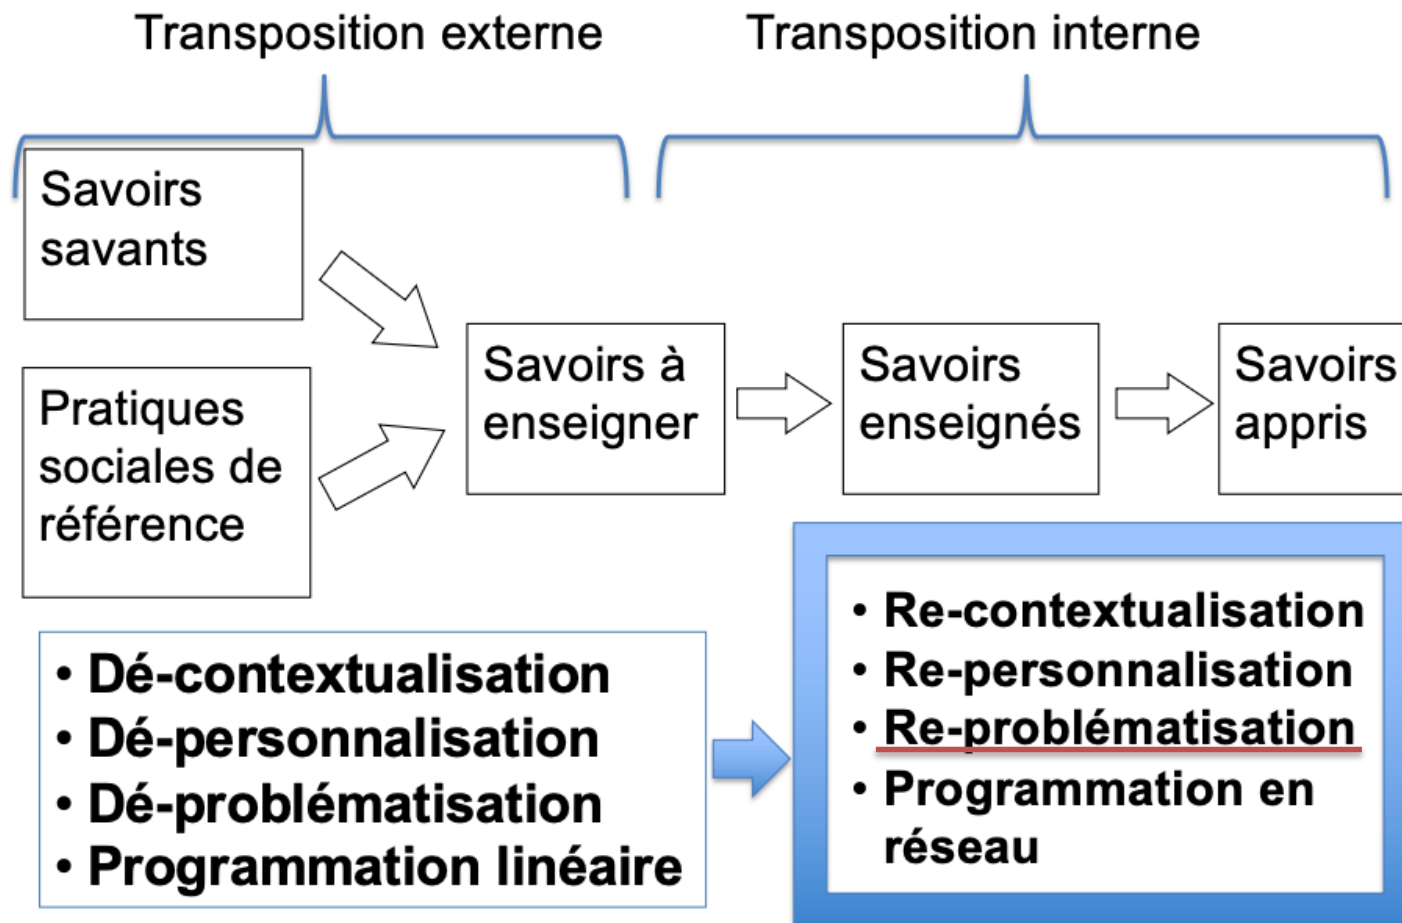 Transposition externe
Transposition interne
Savoirs
savants
Pratiques
sociales de
référence
Savoirs à
enseigner
Savoirs
enseignés
Savoirs
appris
• Dé-contextualisation
• Dé-personnalisation
• Dé-problématisation
• Programmation linéaire
• Re-contextualisation
• Re-personnalisation
• Re-problématisation
• Programmation en
réseau